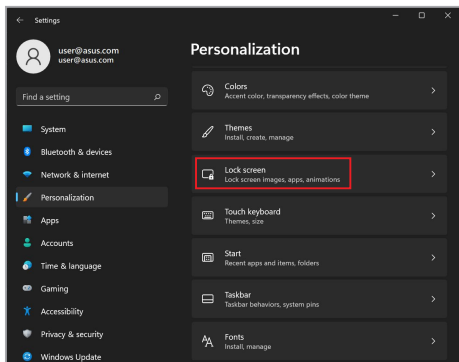 Settings
user@asus.com
user@asus.com
Find a setting
System
Bluetooth & devices
Network & internet
Personalization
Apps
Accounts
Time & language
Gaming
Accessibility
Privacy & security
Windows Update
Personalization
Colors
Accent color, transparency effects, color theme
Themes
Install, create, manage
Lock screen
Lock screen images, apps, animations
Touch keyboard
Themes, size
Start
Recent apps and items, folders
Taskbar
Taskbar behaviors, system pins
Fonts
Install, manage